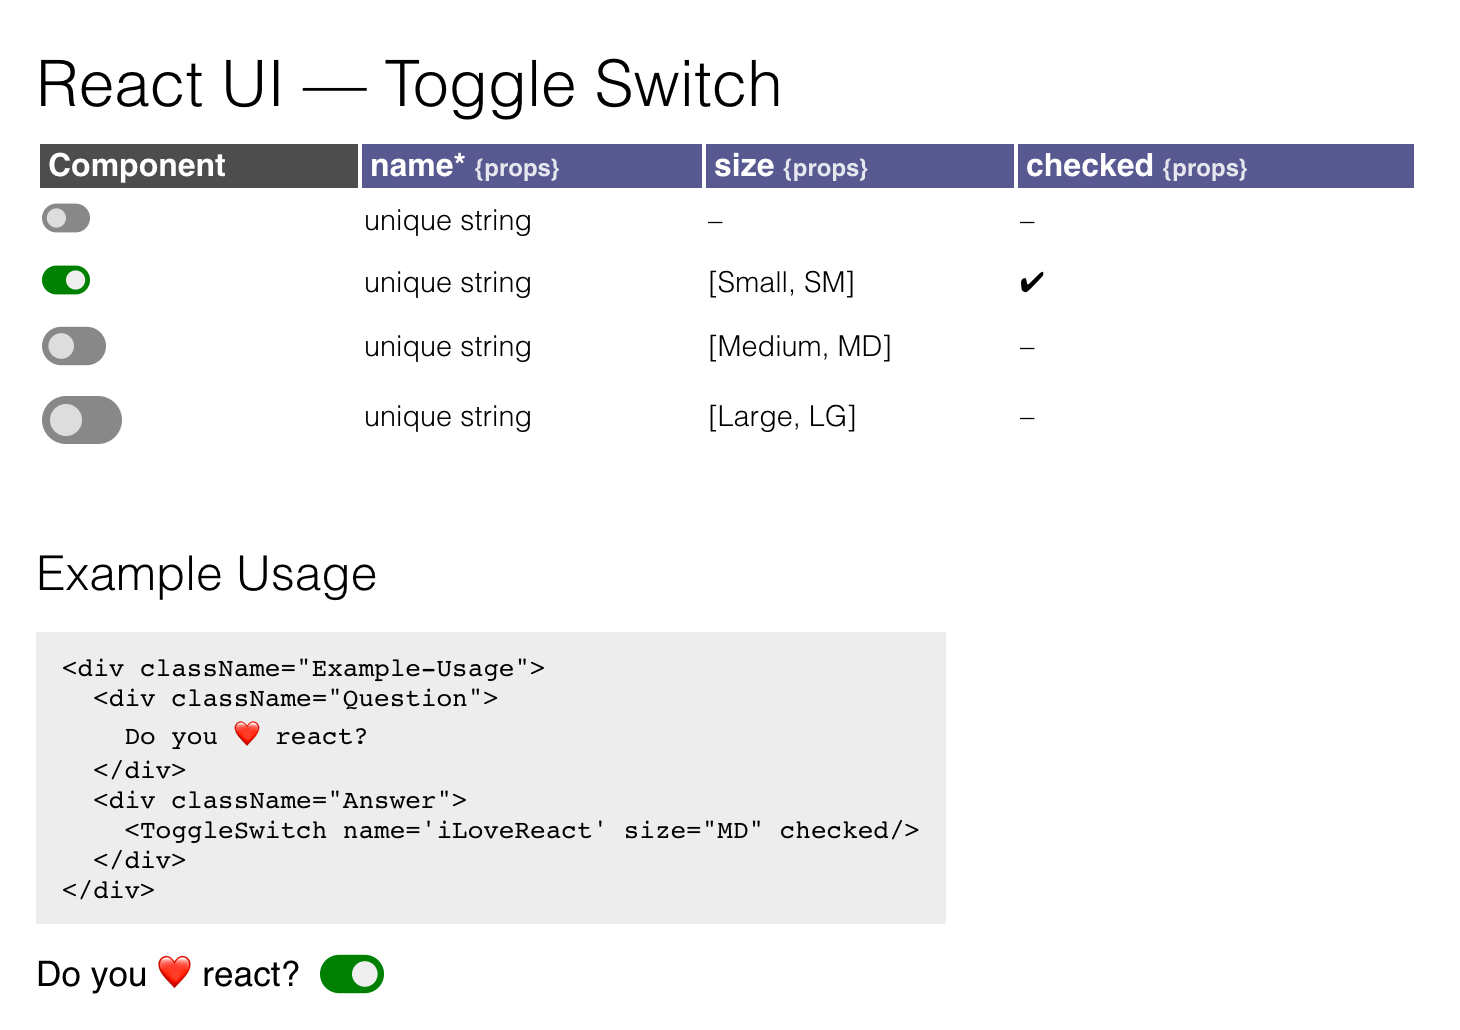 React UI — Toggle Switch
Component name* {props} size {props} checked {props}
unique string – –
unique string [Small, SM] ✔
unique string [Medium, MD] –
unique string [Large, LG] –
Example Usage
<div className="Example-Usage">
  <div className="Question">
    Do you ❤️ react?
  </div>
  <div className="Answer">
    <ToggleSwitch name='iLoveReact' size="MD" checked/>
  </div>
</div>
Do you ❤️ react?